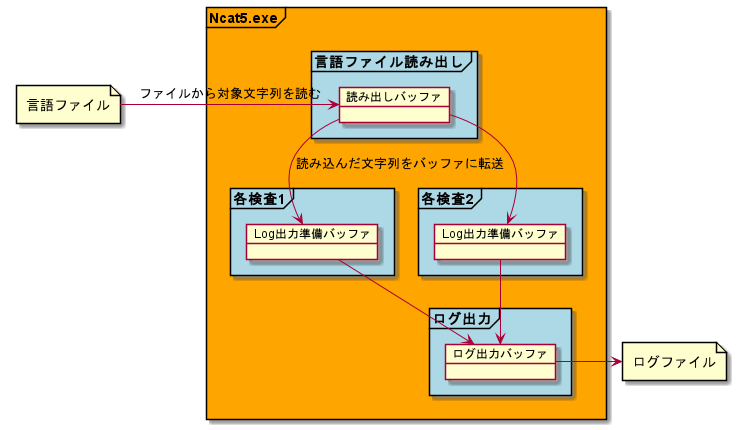 Ncat5.exe
言語ファイル読み出し
言語ファイル
ファイルから対象文字列を読む
読み出しバッファ
読み込んだ文字列をバッファに転送
各検査1
各検査2
Log出力準備バッファ
Log出力準備バッファ
ログ出力
ログ出力バッファ
ログファイル